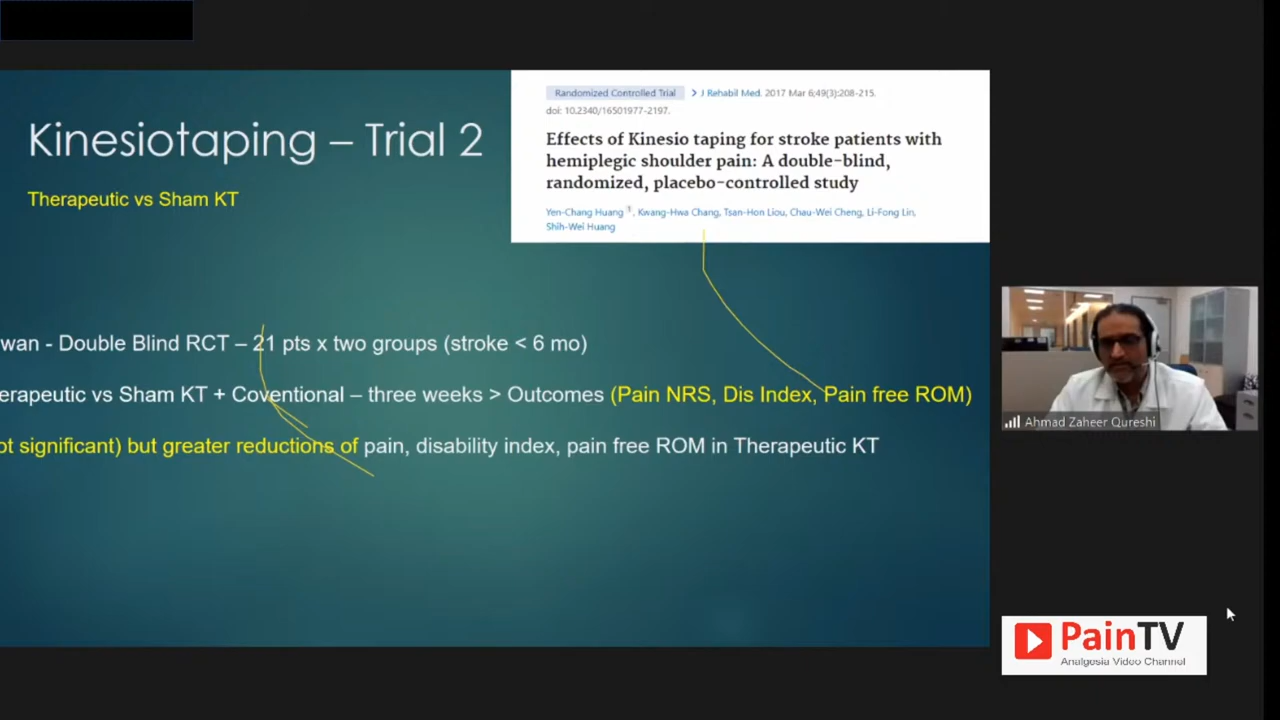 Randomized Controlled Trial > J Rehabil Med. 2017 Mar 6;49(3):208-215.
doi: 10.2340/16501977-2197.
Effects of Kinesio taping for stroke patients with
hemiplegic shoulder pain: A double-blind,
randomized, placebo-controlled study
Yen-Chang Huang 1, Kwang-Hwa Chang, Tsan-Hon Liou, Chau-Wei Cheng, Li-Fong Lin,
Shih-Wei Huang
Kinesiotaping – Trial 2
Therapeutic vs Sham KT
wan - Double Blind RCT – 21 pts x two groups (stroke < 6 mo)
erapeutic vs Sham KT + Coventional – three weeks > Outcomes (Pain NRS, Dis Index, Pain free ROM)
ot significant) but greater reductions of pain, disability index, pain free ROM in Therapeutic KT
Ahmad Zaheer Qureshi
PainTV
Analgesia Video Channel